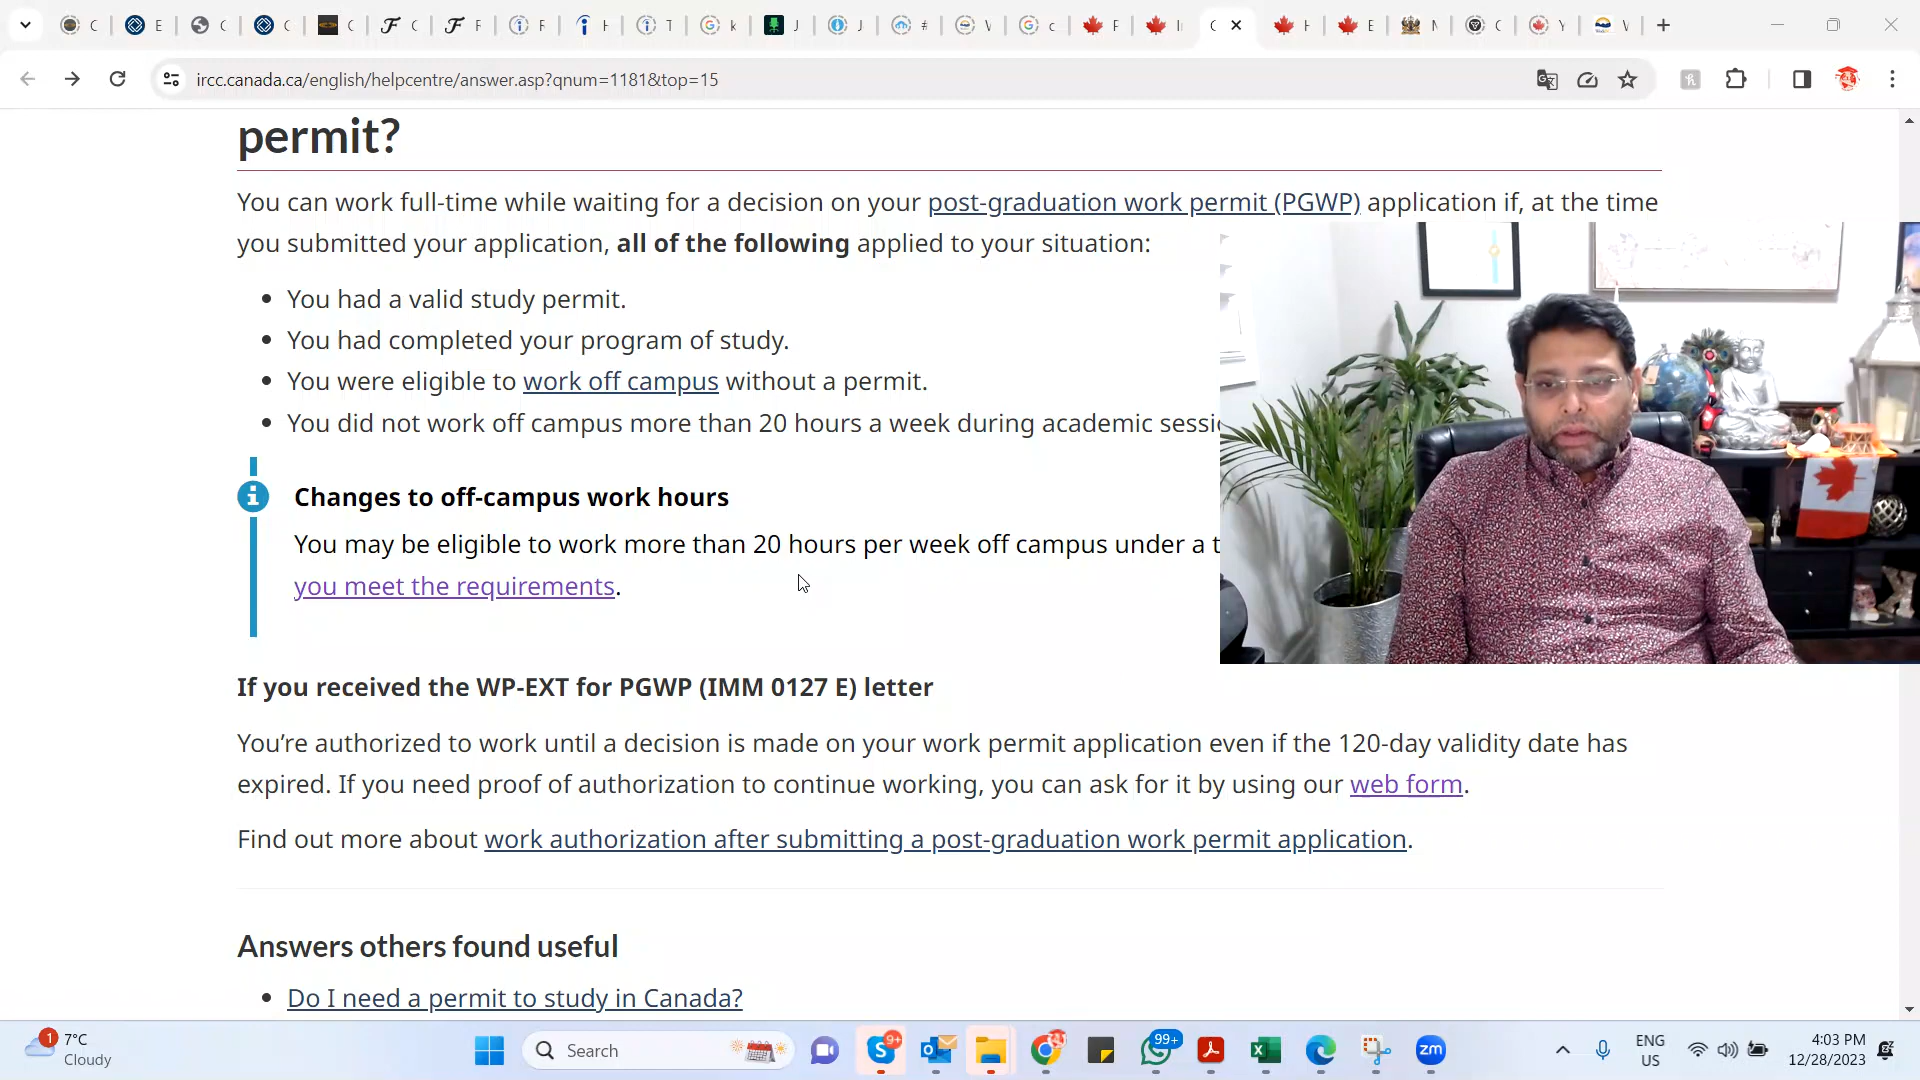 ircc.canada.ca/english/helpcentre/answer.asp?qnum=1181&top=15
permit?
You can work full-time while waiting for a decision on your post-graduation work permit (PGWP) application if, at the time
you submitted your application, all of the following applied to your situation:
You had a valid study permit.
You had completed your program of study.
You were eligible to work off campus without a permit.
You did not work off campus more than 20 hours a week during academic sessi
Changes to off-campus work hours
You may be eligible to work more than 20 hours per week off campus under a t
you meet the requirements.
If you received the WP-EXT for PGWP (IMM 0127 E) letter
You’re authorized to work until a decision is made on your work permit application even if the 120-day validity date has
expired. If you need proof of authorization to continue working, you can ask for it by using our web form.
Find out more about work authorization after submitting a post-graduation work permit application.
Answers others found useful
Do I need a permit to study in Canada?
1
7°C
Cloudy
Search
9+
99+
zm
ENG
US
4:03 PM
12/28/2023